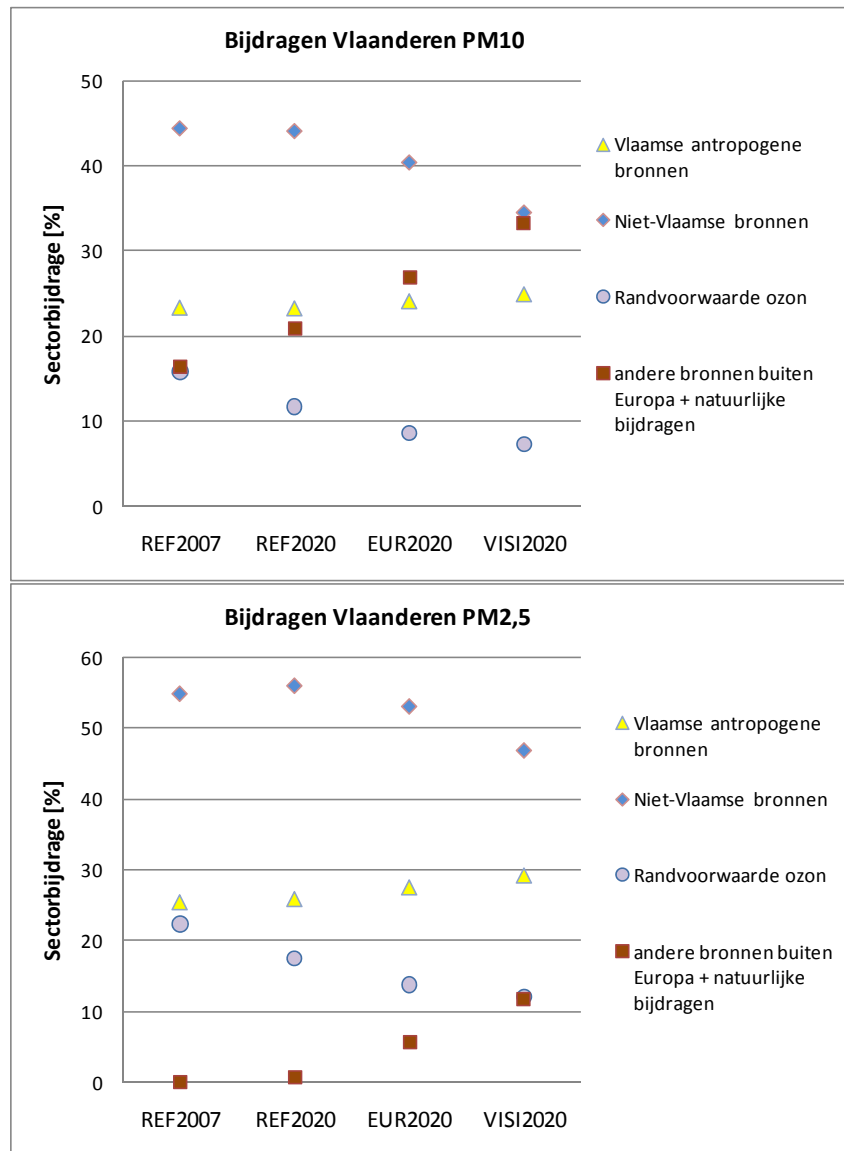 Bijdragen Vlaanderen PM10
Sectorbijdrage [%]
50
40
30
20
10
0
REF2007 REF2020 EUR2020 VISI2020
Vlaamse antropogene
bronnen
Niet-Vlaamse bronnen
Randvoorwaarde ozon
andere bronnen buiten
Europa + natuurlijke
bijdragen
Bijdragen Vlaanderen PM2,5
Sectorbijdrage [%]
60
50
40
30
20
10
0
REF2007 REF2020 EUR2020 VISI2020
Vlaamse antropogene
bronnen
Niet-Vlaamse bronnen
Randvoorwaarde ozon
andere bronnen buiten
Europa + natuurlijke
bijdragen